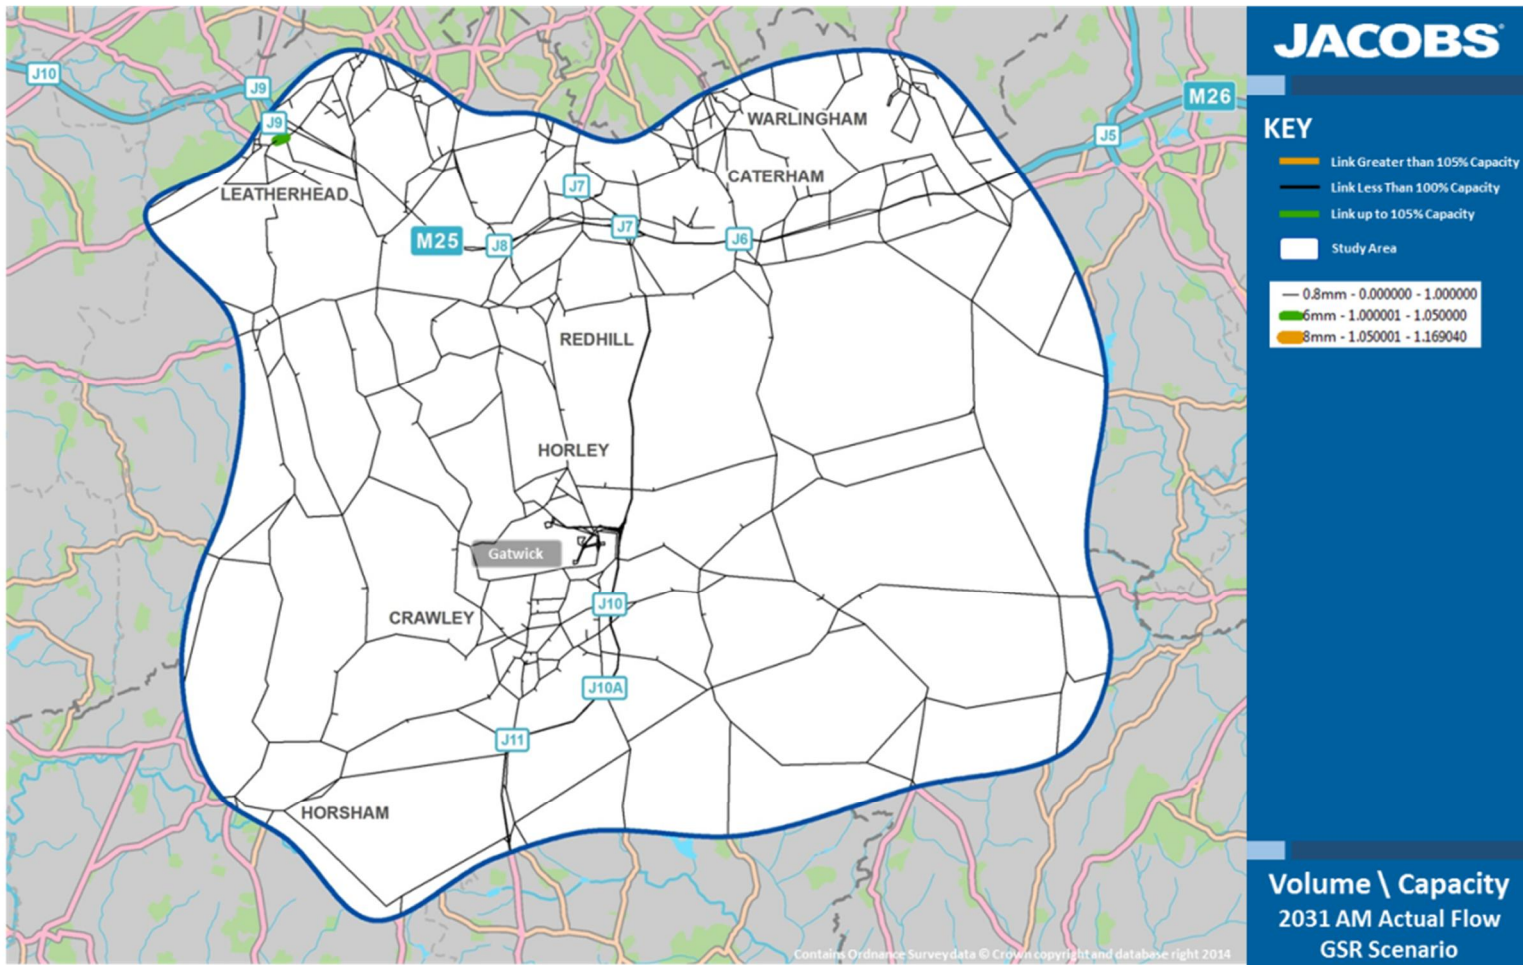 JACOBS
J10
J9
M26
J9
WARLINGHAM
J5
KEY
Link Greater than 105% Capacity
CATERHAM
J7
Link Less Than 100% Capacity
LEATHERHEAD
Link up to 105% Capacity
J7
M25
J8
J6
Study Area
0.8mm - 0.000000 - 1.000000
6mm - 1.000001 - 1.050000
8mm - 1.050001 - 1.169040
REDHILL
HORLEY
Gatwick
J10
CRAWLEY
J10A
J11
HORSHAM
Volume \ Capacity
2031 AM Actual Flow
GSR Scenario
Contains Ordnance Survey data © Crown copyright and database right 2014